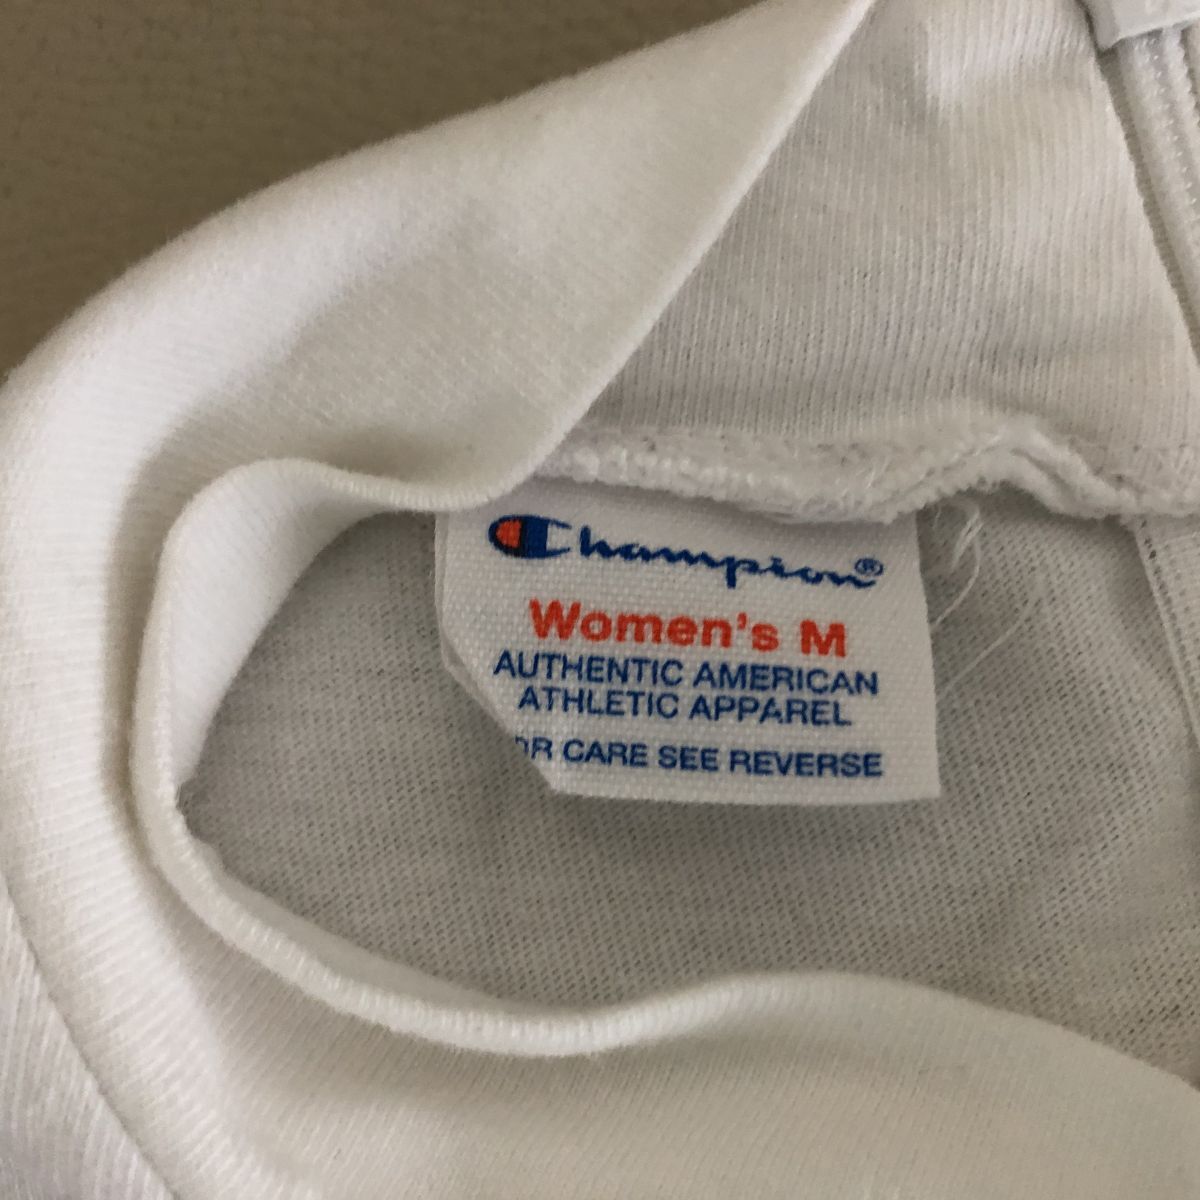 Champion®
Women's M
AUTHENTIC AMERICAN
ATHLETIC APPAREL
CARE SEE REVERSE